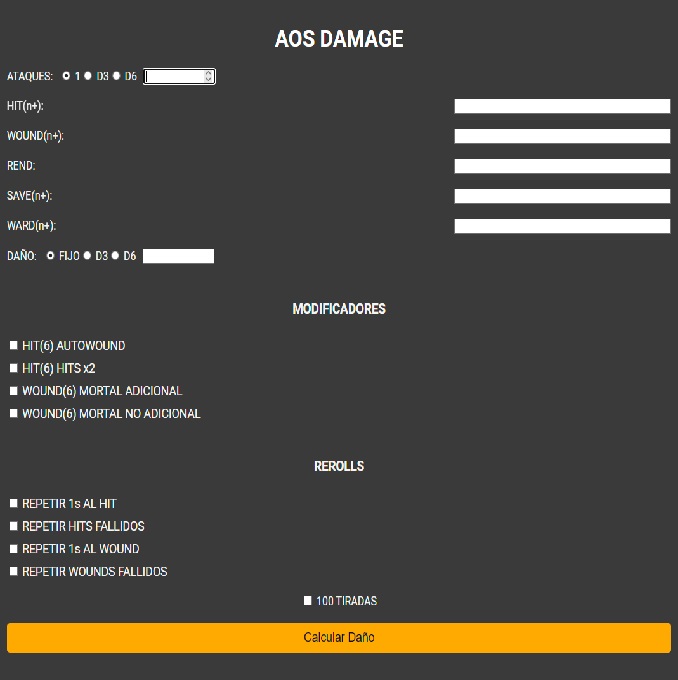 AOS DAMAGE
ATAQUES: 1 D3 D6
HIT(n+):
WOUND(n+):
REND:
SAVE(n+):
WARD(n+):
DAÑO: FIJO D3 D6
MODIFICADORES
HIT(6) AUTOWOUND
HIT(6) HITS x2
WOUND(6) MORTAL ADICIONAL
WOUND(6) MORTAL NO ADICIONAL
REROLLS
REPETIR 1s AL HIT
REPETIR HITS FALLIDOS
REPETIR 1s AL WOUND
REPETIR WOUNDS FALLIDOS
100 TIRADAS
Calcular Daño